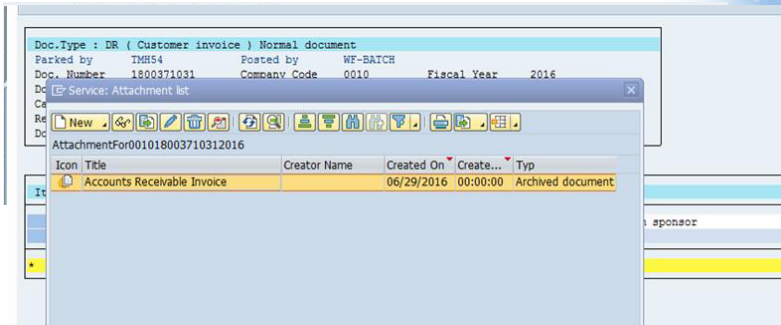 Doc.Type : DR ( Customer invoice ) Normal document
Parked by TMH54 Posted by WF-BATCH
Doc. Number 1800371031 Company Code 0010 Fiscal Year 2016
Service: Attachment list
New
AttachmentFor001018003710312016
Icon Title Creator Name Created On Create... Typ
Accounts Receivable Invoice 06/29/2016 00:00:00 Archived document
It
sponsor
*